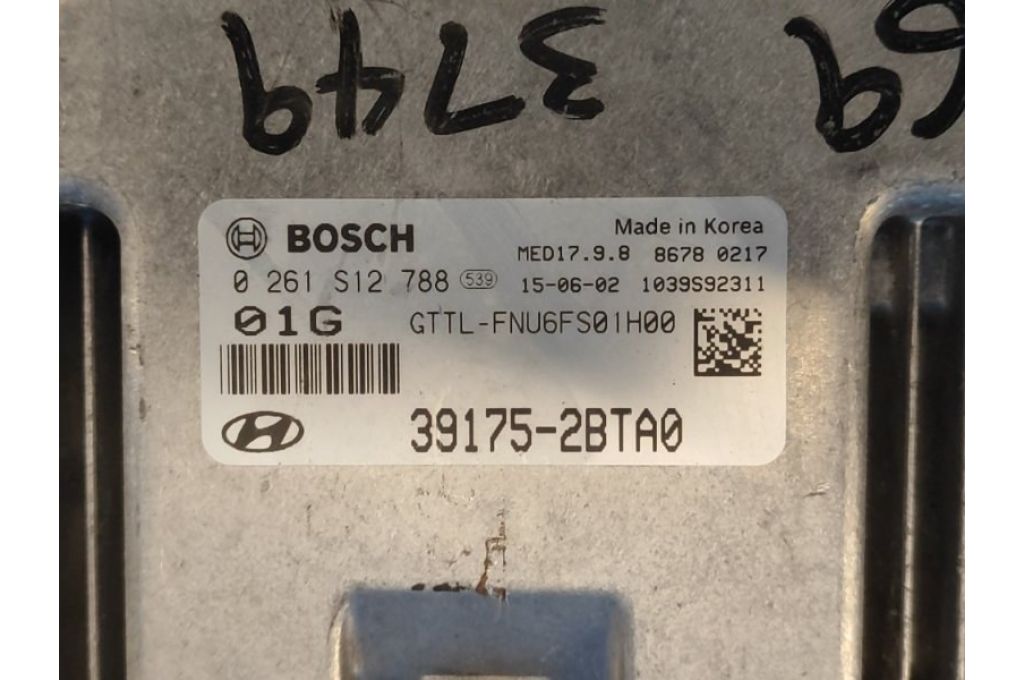 3749
BOSCH Made in Korea
MED17.9.8 8678 0217
0 261 S12 788 539 15-06-02 1039S92311
01G GTTL-FNU6FS01H00
39175-2BTA0